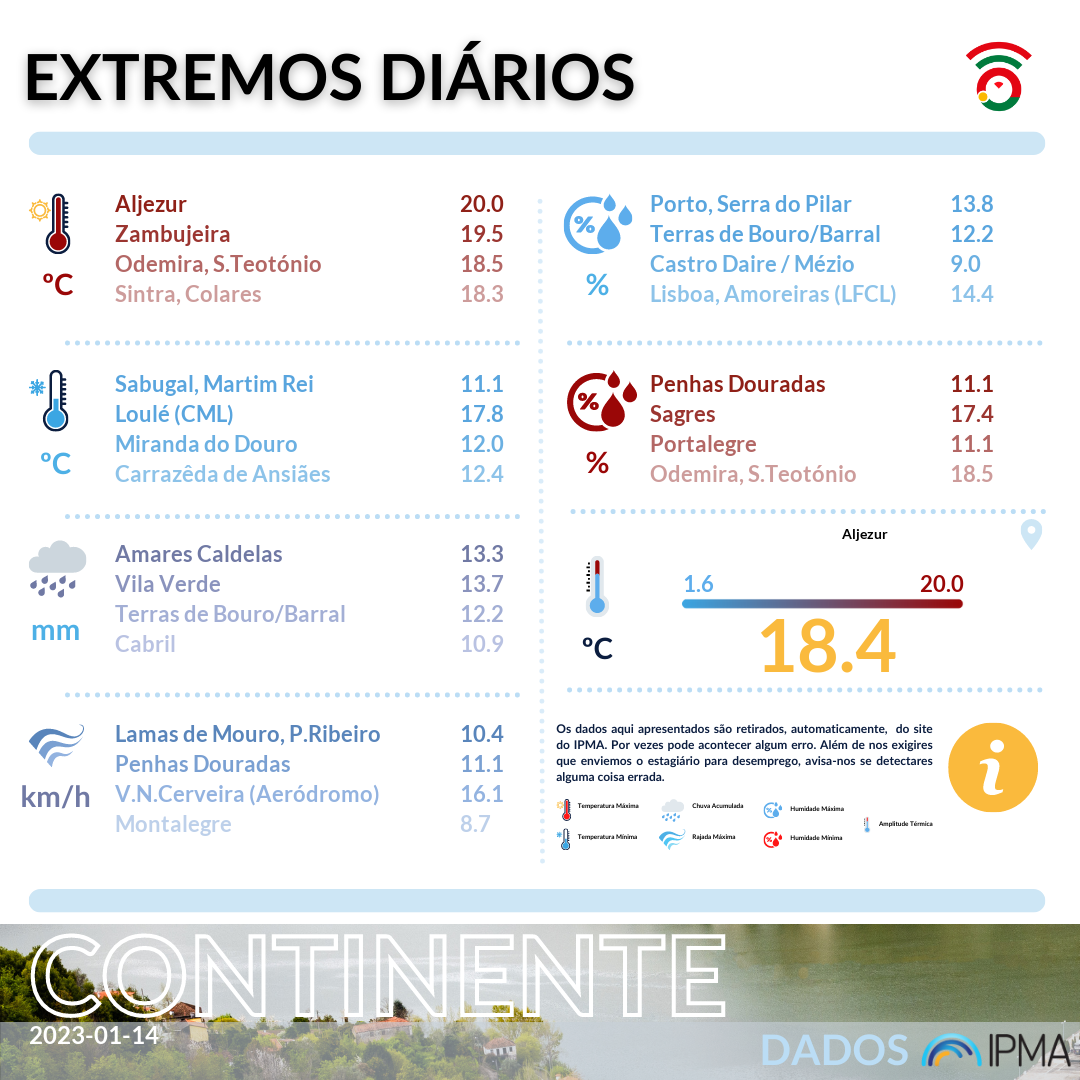 EXTREMOS DIÁRIOS
Aljezur 20.0
Zambujeira 19.5
Odemira, S.Teotónio 18.5
Sintra, Colares 18.3
ºC
Sabugal, Martim Rei 11.1
Loulé (CML) 17.8
Miranda do Douro 12.0
Carrazêda de Ansiães 12.4
ºC
Amares Caldelas 13.3
Vila Verde 13.7
Terras de Bouro/Barral 12.2
Cabril 10.9
mm
Lamas de Mouro, P.Ribeiro 10.4
Penhas Douradas 11.1
V.N.Cerveira (Aeródromo) 16.1
Montalegre 8.7
km/h
%
Porto, Serra do Pilar 13.8
Terras de Bouro/Barral 12.2
Castro Daire / Mézio 9.0
Lisboa, Amoreiras (LFCL) 14.4
%
%
Penhas Douradas 11.1
Sagres 17.4
Portalegre 11.1
Odemira, S.Teotónio 18.5
%
Aljezur
1.6 20.0
18.4
ºC
Os dados aqui apresentados são retirados, automaticamente, do site
do IPMA. Por vezes pode acontecer algum erro. Além de nos exigires
que enviemos o estagiário para desemprego, avisa-nos se detectares
alguma coisa errada.
i
Temperatura Máxima Chuva Acumulada Humidade Máxima
Amplitude Térmica
Temperatura Mínima Rajada Máxima Humidade Mínima
CONTINENTE
2023-01-14
DADOS IPMA